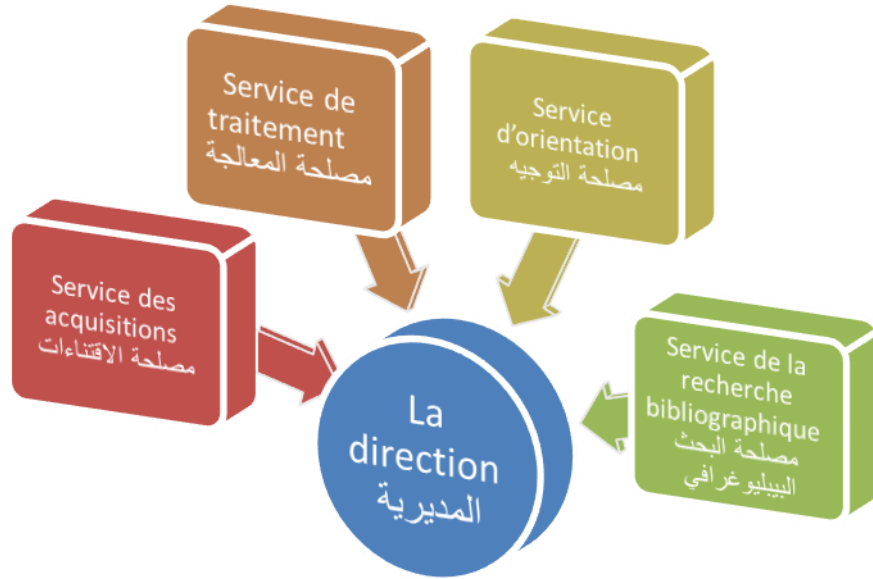 Service de
traitement
مصلحة المعالجة
Service
d'orientation
مصلحة التوجيه
Service des
acquisitions
مصلحة الاقتناءات
Service de la
recherche
bibliographique
مصلحة البحث
البيبليوغرافي
La
direction
المديرية